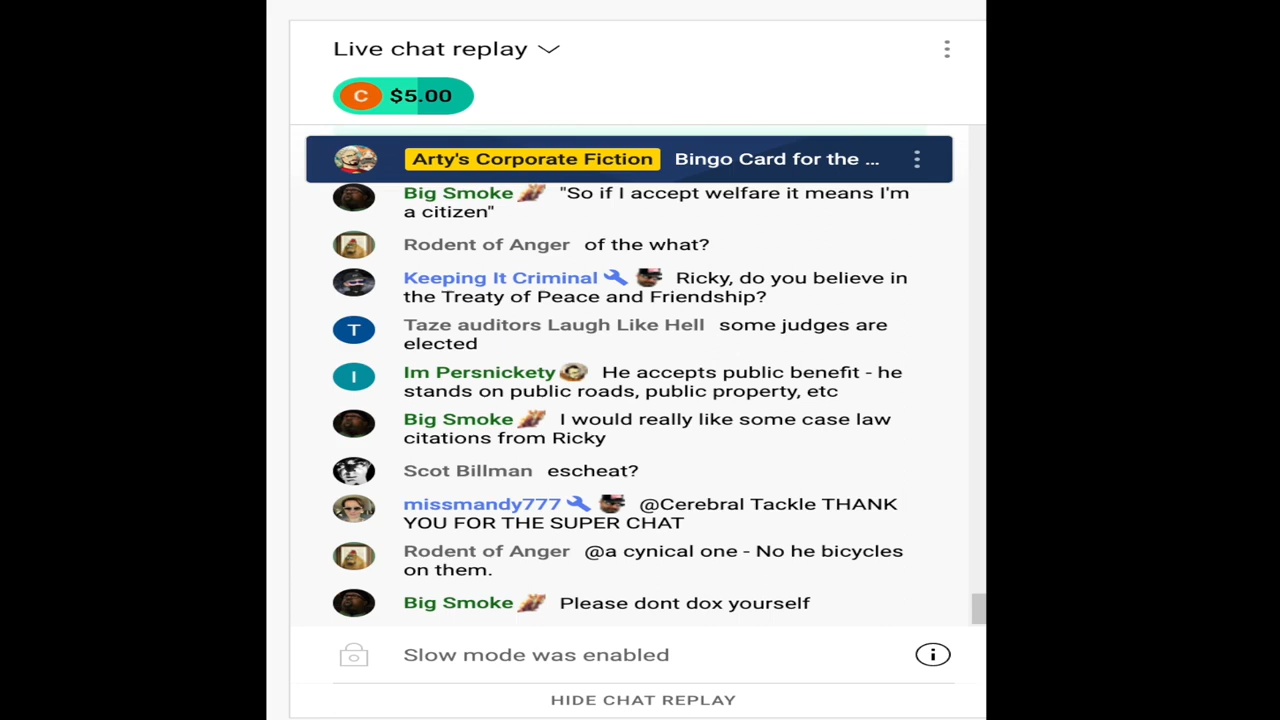 Live chat replay
C $5.00
Arty's Corporate Fiction Bingo Card for the ...
Big Smoke "So if I accept welfare it means I'm
a citizen"
Rodent of Anger of the what?
Keeping It Criminal Ricky, do you believe in
the Treaty of Peace and Friendship?
T Taze auditors Laugh Like Hell some judges are
elected
I Im Persnickety He accepts public benefit - he
stands on public roads, public property, etc
Big Smoke I would really like some case law
citations from Ricky
Scot Billman escheat?
missmandy777 @Cerebral Tackle THANK
YOU FOR THE SUPER CHAT
Rodent of Anger @a cynical one - No he bicycles
on them.
Big Smoke Please dont dox yourself
Slow mode was enabled
HIDE CHAT REPLAY